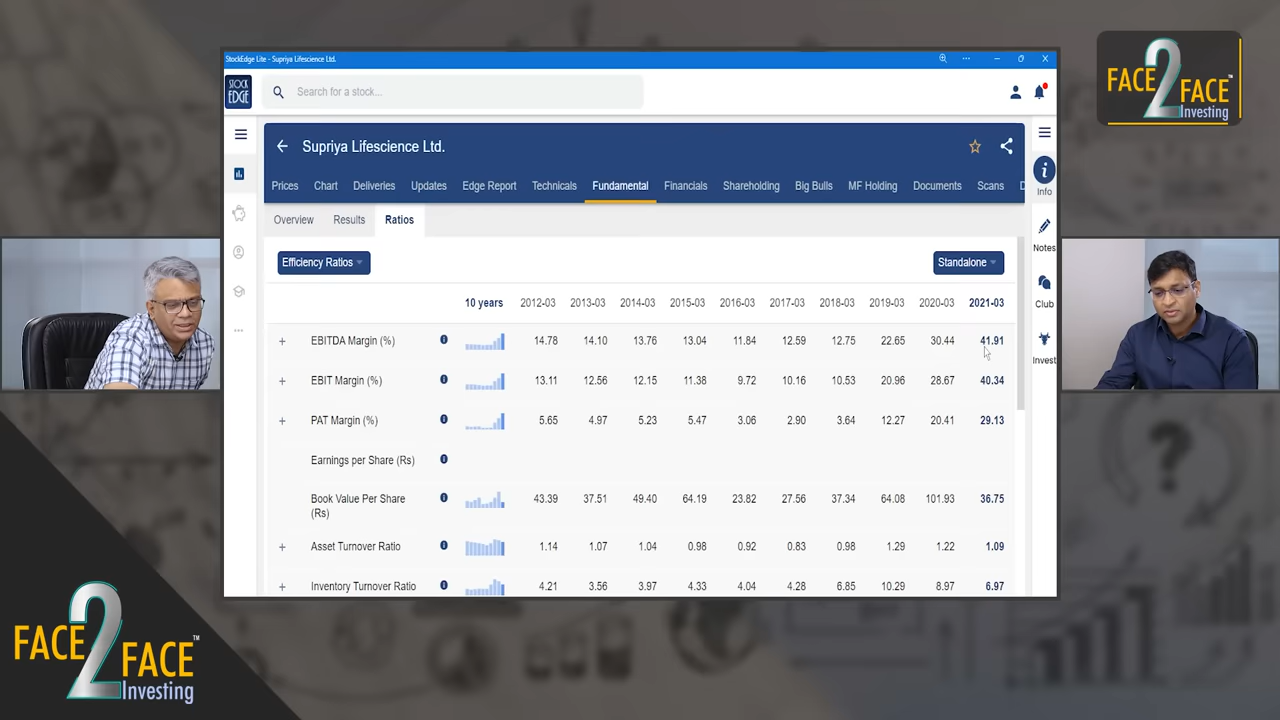 StockEdge Lite - Supriya Lifescience Ltd.
STOCK
EDGE
Search for a stock...
FACE 2 FACE™
Investing
Supriya Lifescience Ltd.
Prices Chart Deliveries Updates Edge Report Technicals Fundamental Financials Shareholding Big Bulls MF Holding Documents Scans D
Info
Overview Results Ratios
Notes
Efficiency Ratios Standalone
Club
10 years 2012-03 2013-03 2014-03 2015-03 2016-03 2017-03 2018-03 2019-03 2020-03 2021-03
+ EBITDA Margin (%) 14.78 14.10 13.76 13.04 11.84 12.59 12.75 22.65 30.44 41.91
Invest
+ EBIT Margin (%) 13.11 12.56 12.15 11.38 9.72 10.16 10.53 20.96 28.67 40.34
+ PAT Margin (%) 5.65 4.97 5.23 5.47 3.06 2.90 3.64 12.27 20.41 29.13
Earnings per Share (Rs)
Book Value Per Share 43.39 37.51 49.40 64.19 23.82 27.56 37.34 64.08 101.93 36.75
(Rs)
+ Asset Turnover Ratio 1.14 1.07 1.04 0.98 0.92 0.83 0.98 1.29 1.22 1.09
+ Inventory Turnover Ratio 4.21 3.56 3.97 4.33 4.04 4.28 6.85 10.29 8.97 6.97
FACE 2 FACE™
Investing